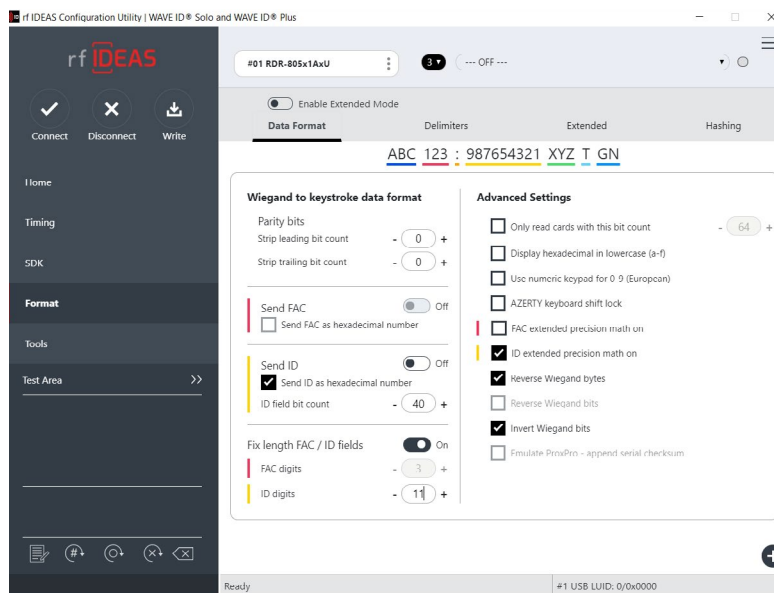 rf IDEAS Configuration Utility | WAVE ID® Solo and WAVE ID® Plus
rf IDEAS
Connect Disconnect Write
Home
Timing
SDK
Format
Tools
Test Area >>
#01 RDR-805x1AxU 3 --- OFF ---
Enable Extended Mode
Data Format Delimiters Extended Hashing
ABC 123 : 987654321 XYZ T GN
Wiegand to keystroke data format
Parity bits
Strip leading bit count - 0 +
Strip trailing bit count - 0 +
Send FAC Off
Send FAC as hexadecimal number
Send ID Off
Send ID as hexadecimal number
ID field bit count - 40 +
Fix length FAC / ID fields On
FAC digits - 3 +
ID digits - 11 +
Advanced Settings
Only read cards with this bit count - 64 +
Display hexadecimal in lowercase (a-f)
Use numeric keypad for 0-9 (European)
AZERTY keyboard shift lock
FAC extended precision math on
ID extended precision math on
Reverse Wiegand bytes
Reverse Wiegand bits
Invert Wiegand bits
Emulate ProxPro - append serial checksum
Ready #1 USB LUID: 0/0x0000